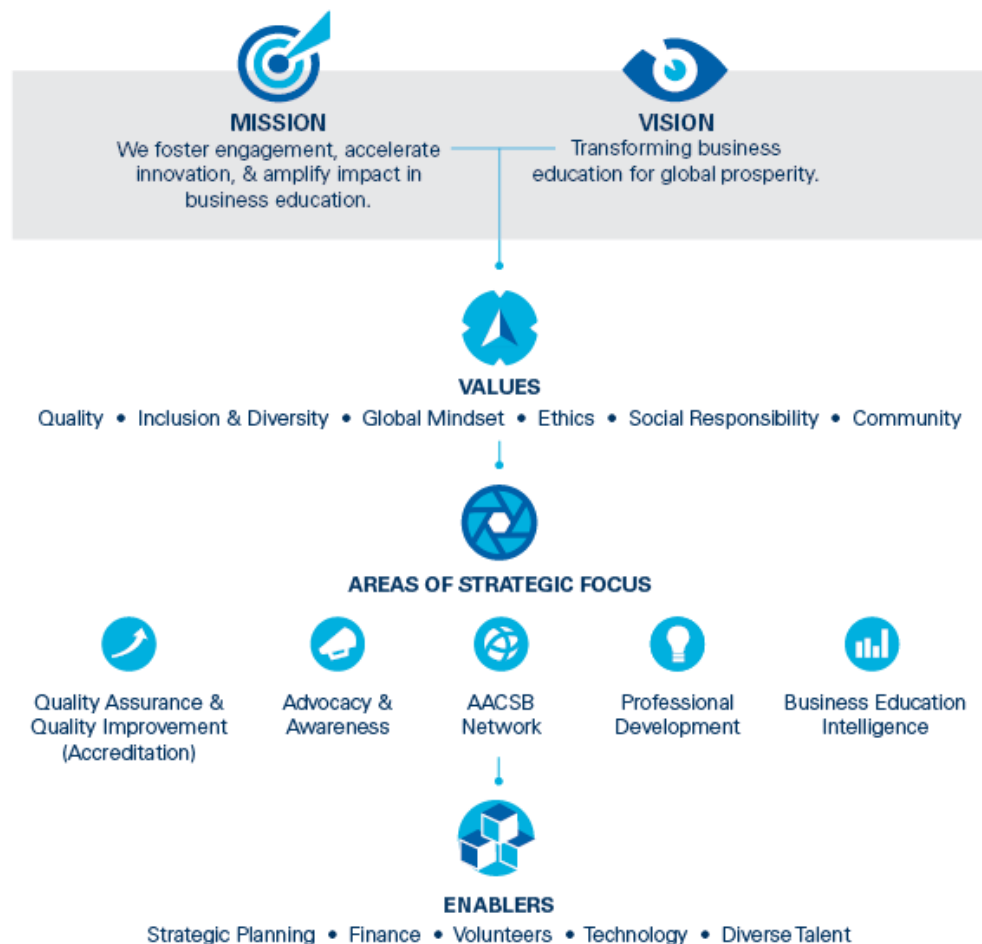 MISSION
We foster engagement, accelerate
innovation, & amplify impact in
business education.
VISION
Transforming business
education for global prosperity.
VALUES
Quality • Inclusion & Diversity • Global Mindset • Ethics • Social Responsibility • Community
AREAS OF STRATEGIC FOCUS
Quality Assurance &
Quality Improvement
(Accreditation)
Advocacy &
Awareness
AACSB
Network
Professional
Development
Business Education
Intelligence
ENABLERS
Strategic Planning • Finance • Volunteers • Technology • Diverse Talent